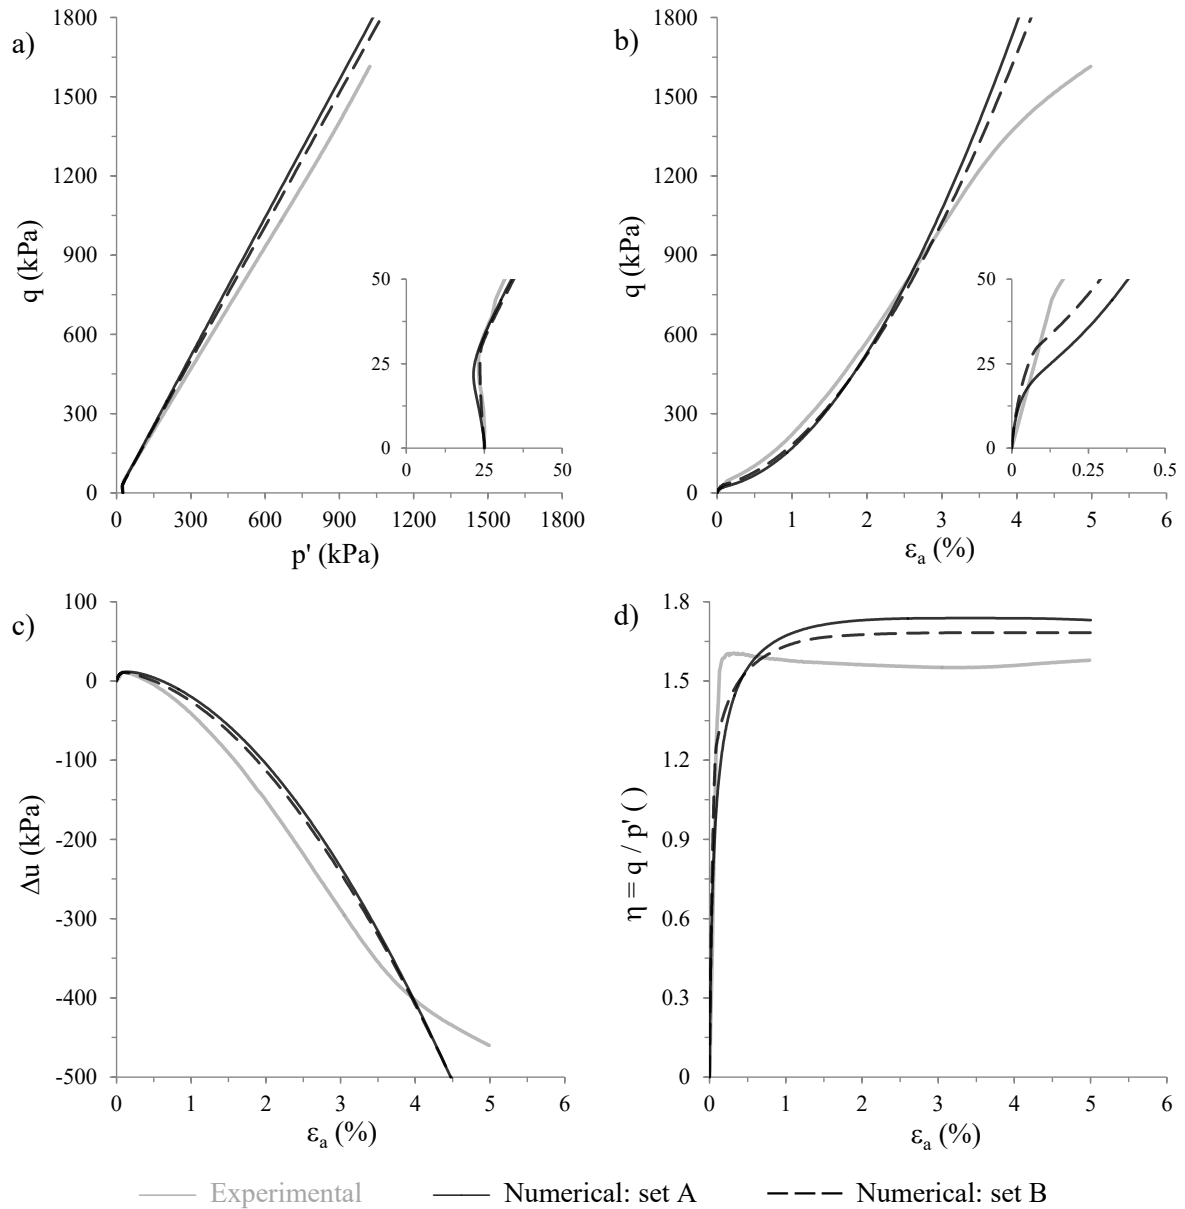 a)
1800
1500
1200
900
600
300
0
q (kPa)
50
25
0
0 25 50
0 300 600 900 1200 1500 1800
p' (kPa)
b)
1800
1500
1200
900
600
300
0
q (kPa)
50
25
0
0 0.25 0.5
0 1 2 3 4 5 6
εa (%)
c)
100
0
-100
-200
-300
-400
-500
Δu (kPa)
0 1 2 3 4 5 6
εa (%)
d)
1.8
1.5
1.2
0.9
0.6
0.3
0
η = q / p' ( )
0 1 2 3 4 5 6
εa (%)
Experimental Numerical: set A Numerical: set B